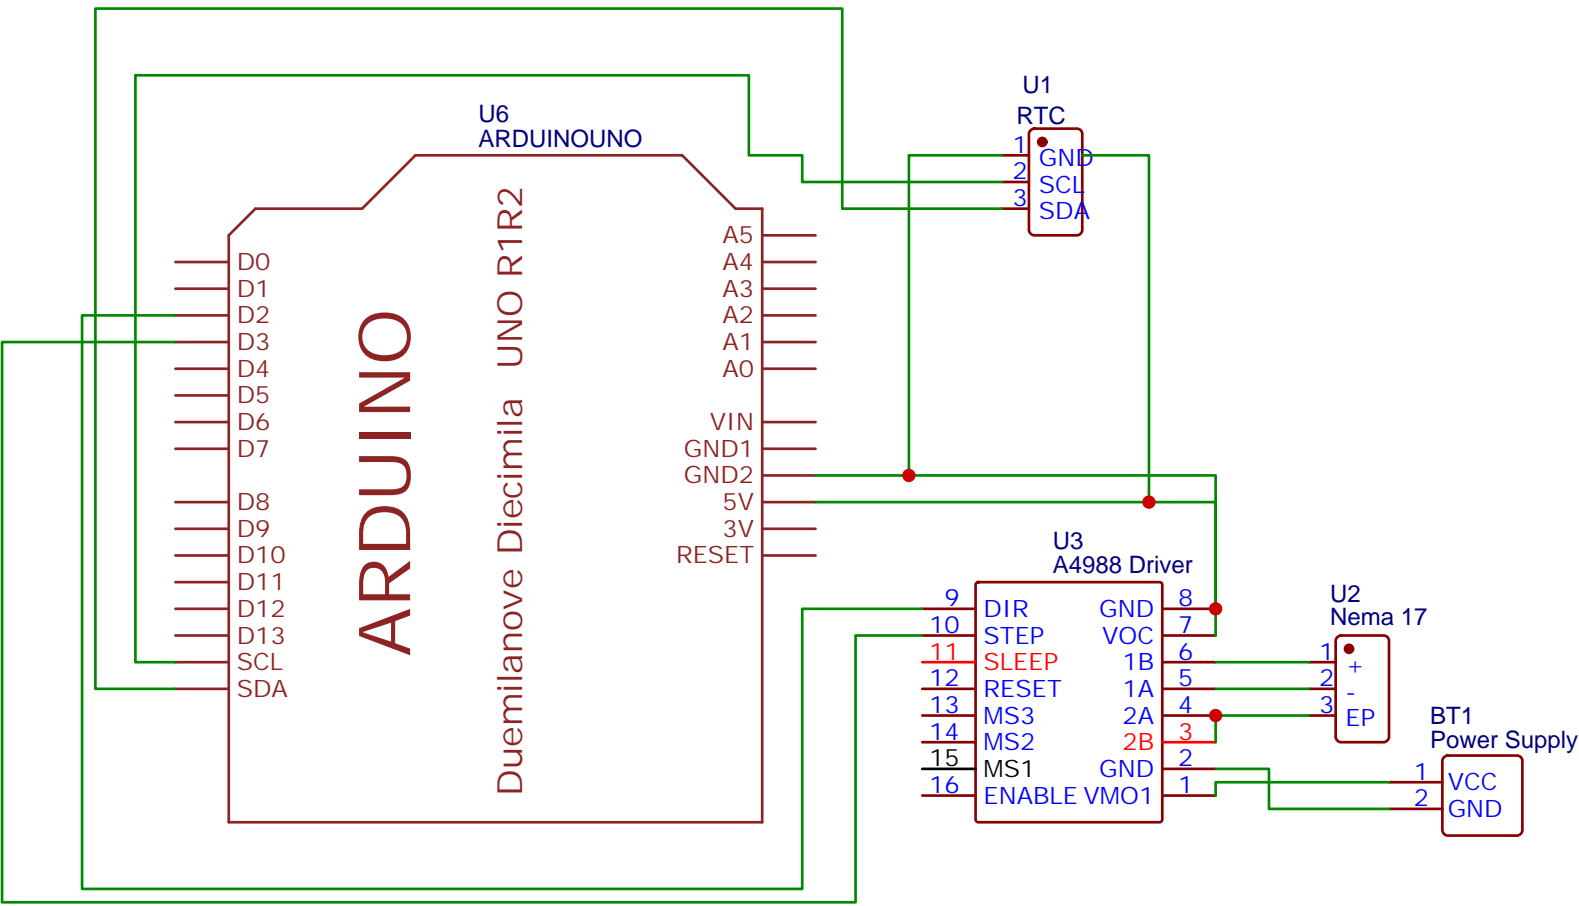 U6
ARDUINOUNO
ARDUINO
Duemilanove Diecimila UNO R1R2
D0
D1
D2
D3
D4
D5
D6
D7
D8
D9
D10
D11
D12
D13
SCL
SDA
A5
A4
A3
A2
A1
A0
VIN
GND1
GND2
5V
3V
RESET
U1
RTC
1 GND
2 SCL
3 SDA
U3
A4988 Driver
9 DIR GND 8
10 STEP VOC 7
11 SLEEP 1B 6
12 RESET 1A 5
13 MS3 2A 4
14 MS2 2B 3
15 MS1 GND 2
16 ENABLE VMO1 1
U2
Nema 17
1 +
2 -
3 EP
BT1
Power Supply
1 VCC
2 GND